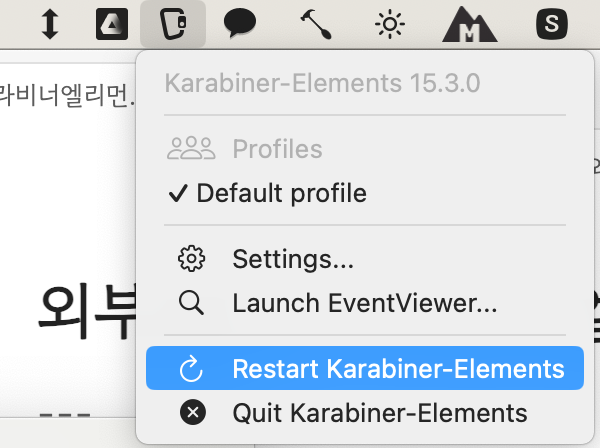 Karabiner-Elements 15.3.0
라비너엘리먼.
Profiles
✓ Default profile
외부
Settings...
Launch EventViewer...
Restart Karabiner-Elements
Quit Karabiner-Elements